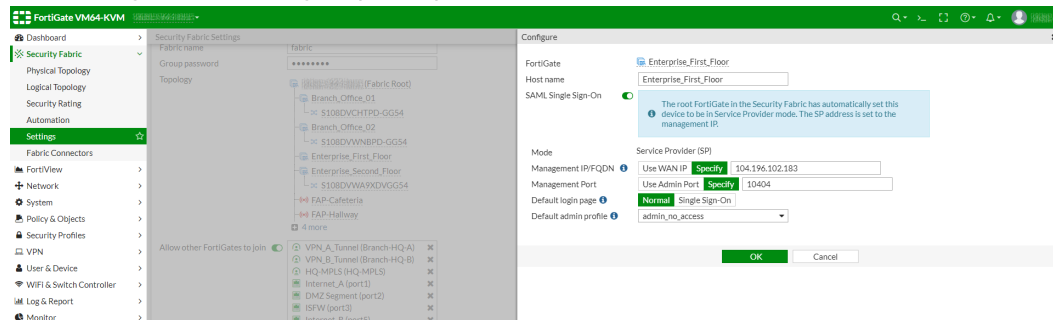 FortiGate VM64-KVM
Dashboard
Security Fabric
Physical Topology
Logical Topology
Security Rating
Automation
Settings
Fabric Connectors
FortiView
Network
System
Policy & Objects
Security Profiles
VPN
User & Device
WiFi & Switch Controller
Log & Report
Monitor
Security Fabric Settings
Fabric name fabric
Group password ••••••••
Topology (Fabric Root)
Branch_Office_01
S108DVCHTPD-GG54
Branch_Office_02
S108DVWNBPD-GG54
Enterprise_First_Floor
Enterprise_Second_Floor
S108DVWA9XDVGG54
FAP-Cafeteria
FAP-Hallway
4 more
Allow other FortiGates to join VPN_A_Tunnel (Branch-HQ-A)
VPN_B_Tunnel (Branch-HQ-B)
HQ-MPLS (HQ-MPLS)
Internet_A (port1)
DMZ Segment (port2)
ISFW (port3)
Internet_B (port5)
Configure
FortiGate Enterprise_First_Floor
Host name Enterprise_First_Floor
SAML Single Sign-On
The root FortiGate in the Security Fabric has automatically set this
device to be in Service Provider mode. The SP address is set to the
management IP.
Mode Service Provider (SP)
Management IP/FQDN Use WAN IP Specify 104.196.102.183
Management Port Use Admin Port Specify 10404
Default login page Normal Single Sign-On
Default admin profile admin_no_access
OK Cancel